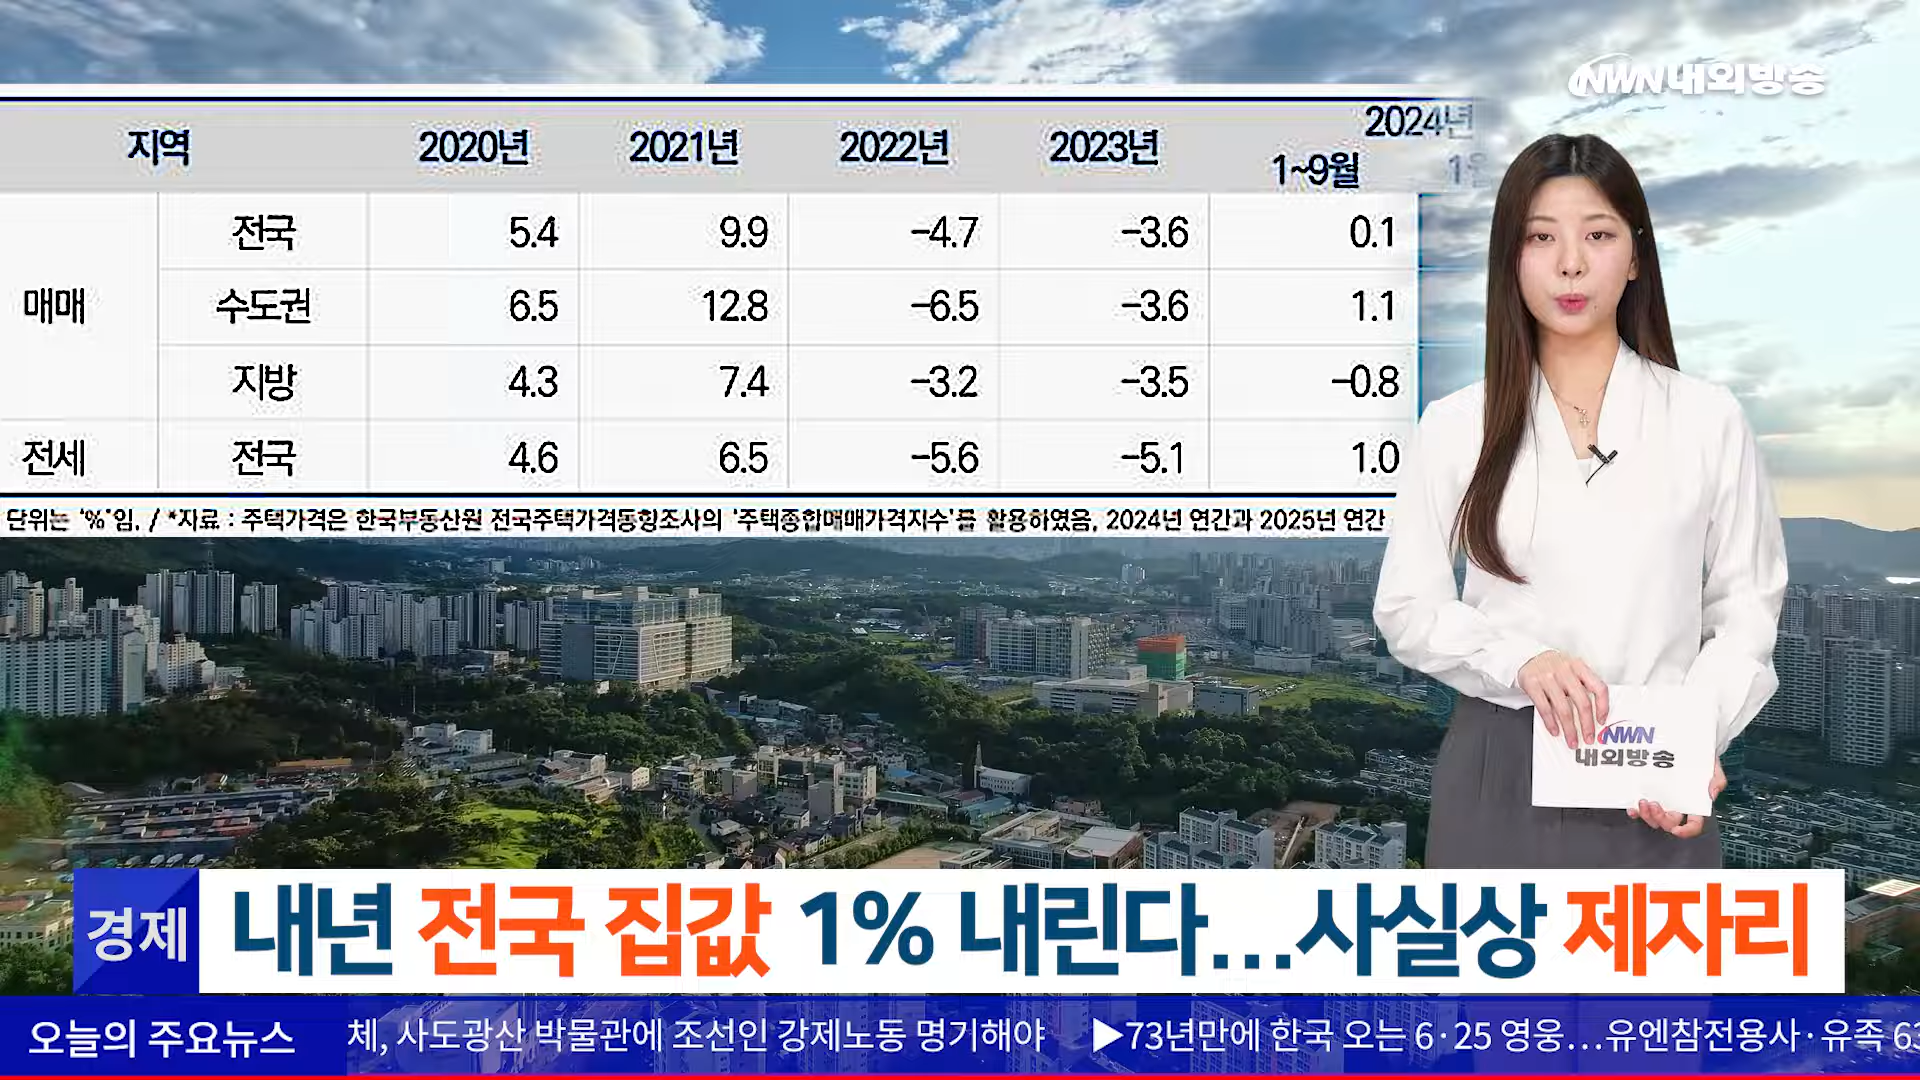 NWN내외방송
지역 2020년 2021년 2022년 2023년 2024년
1~9월
매매 전국 5.4 9.9 -4.7 -3.6 0.1
수도권 6.5 12.8 -6.5 -3.6 1.1
지방 4.3 7.4 -3.2 -3.5 -0.8
전세 전국 4.6 6.5 -5.6 -5.1 1.0
단위는 '%'임. / *자료 : 주택가격은 한국부동산원 전국주택가격동향조사의 '주택종합매매가격지수'를 활용하였음, 2024년 연간과 2025년 연간
NWN
내외방송
경제 내년 전국 집값 1% 내린다...사실상 제자리
오늘의 주요뉴스 체, 사도광산 박물관에 조선인 강제노동 명기해야 ▶73년만에 한국 오는 6·25 영웅...유엔참전용사·유족 63